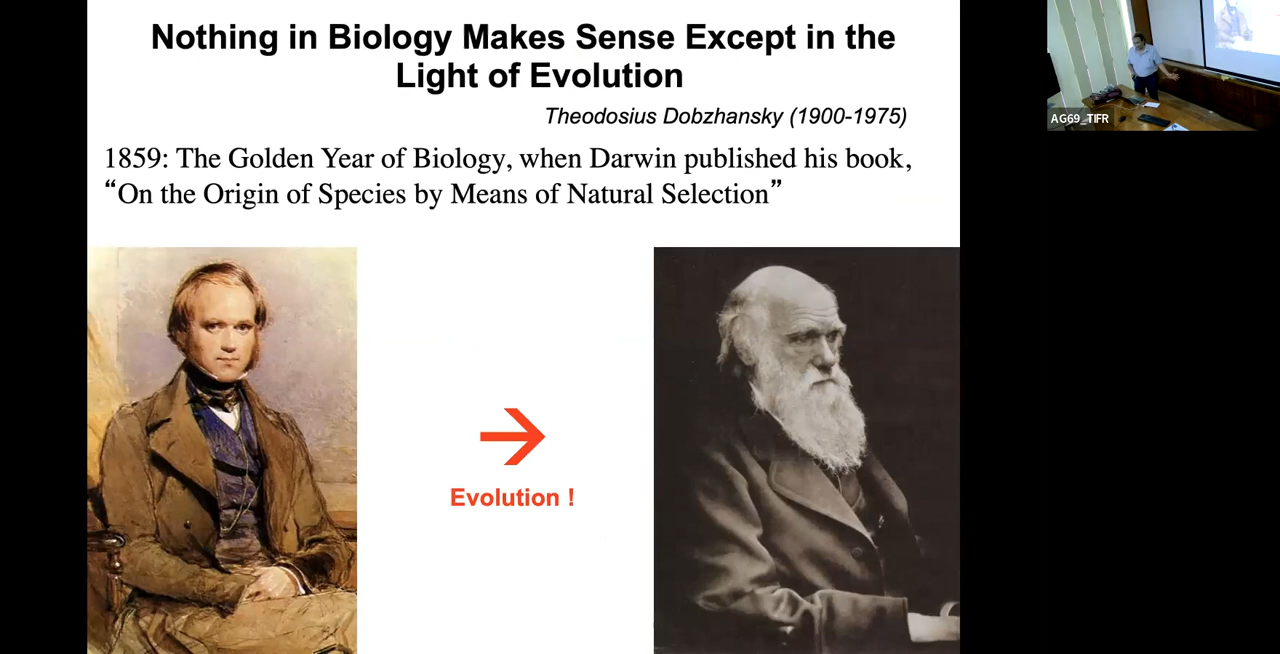 Nothing in Biology Makes Sense Except in the
Light of Evolution
Theodosius Dobzhansky (1900-1975)
1859: The Golden Year of Biology, when Darwin published his book,
“On the Origin of Species by Means of Natural Selection”
Evolution !
AG69_TIFR